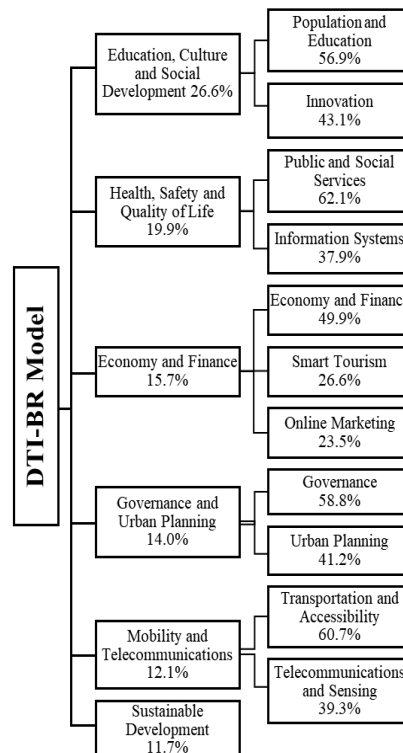 DTI-BR Model
Education, Culture
and Social
Development 26.6%
Population and
Education
56.9%
Innovation
43.1%
Health, Safety and
Quality of Life
19.9%
Public and Social
Services
62.1%
Information Systems
37.9%
Economy and Finance
15.7%
Economy and Financ
49.9%
Smart Tourism
26.6%
Online Marketing
23.5%
Governance and
Urban Planning
14.0%
Governance
58.8%
Urban Planning
41.2%
Mobility and
Telecommunications
12.1%
Transportation and
Accessibility
60.7%
Telecommunications
and Sensing
39.3%
Sustainable
Development
11.7%